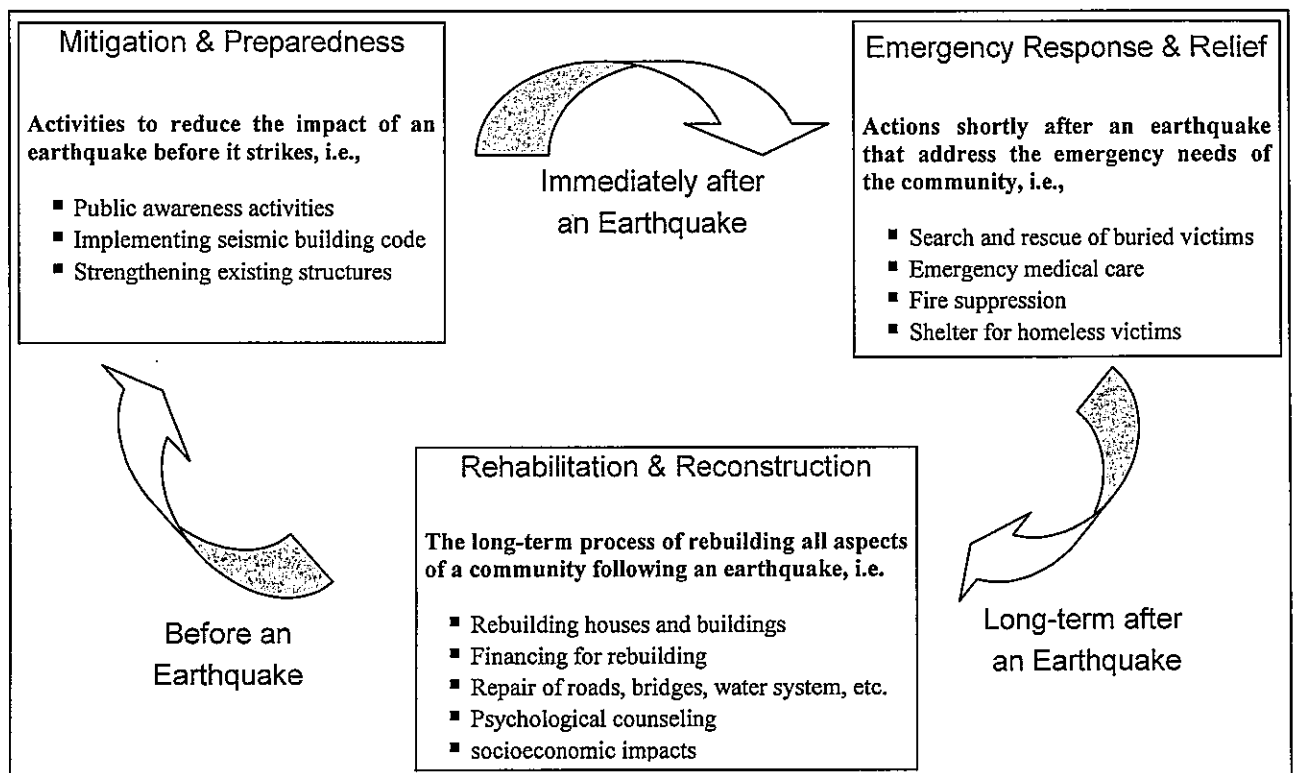 Mitigation & Preparedness
Activities to reduce the impact of an
earthquake before it strikes, i.e.,
▪ Public awareness activities
▪ Implementing seismic building code
▪ Strengthening existing structures
Immediately after
an Earthquake
Emergency Response & Relief
Actions shortly after an earthquake
that address the emergency needs of
the community, i.e.,
▪ Search and rescue of buried victims
▪ Emergency medical care
▪ Fire suppression
▪ Shelter for homeless victims
Before an
Earthquake
Rehabilitation & Reconstruction
The long-term process of rebuilding all aspects
of a community following an earthquake, i.e.
▪ Rebuilding houses and buildings
▪ Financing for rebuilding
▪ Repair of roads, bridges, water system, etc.
▪ Psychological counseling
▪ socioeconomic impacts
Long-term after
an Earthquake